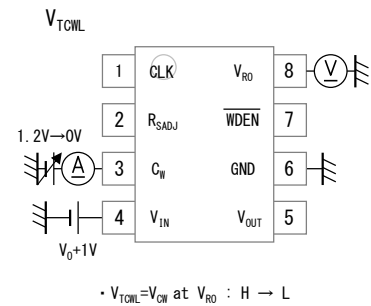 V_TCWL
1 CLK V_RO 8 V
2 R_SADJ WDEN 7
1.2V→0V
A 3 C_W GND 6
4 V_IN V_OUT 5
V_O+1V
・V_TCWL=V_CW at V_RO : H → L